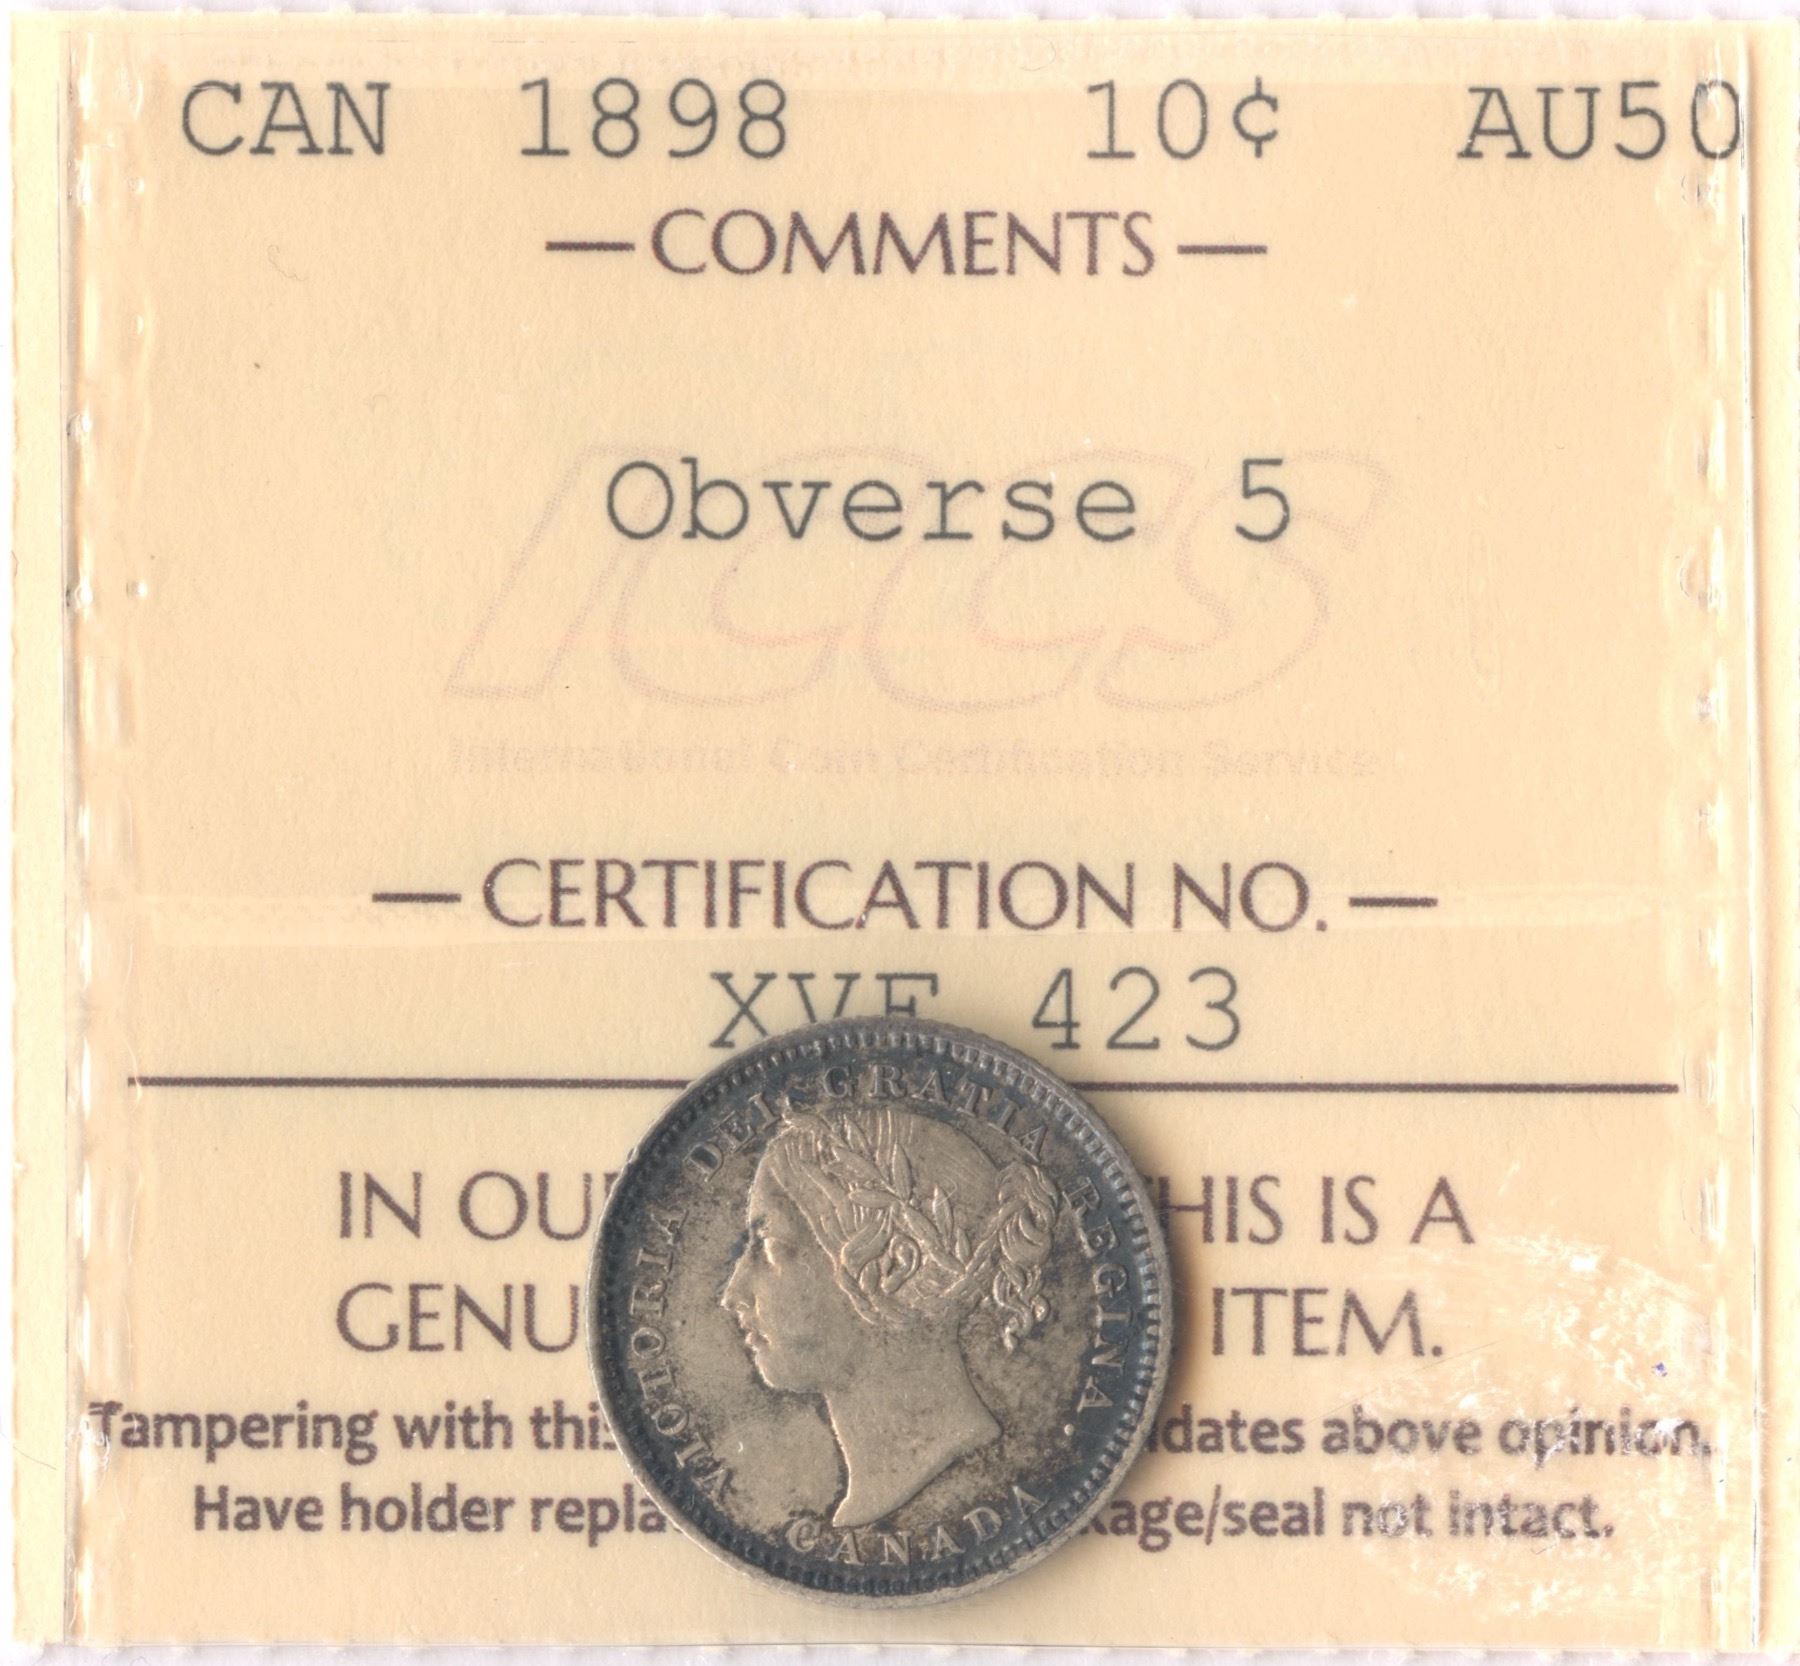 CAN 1898 10¢ AU50
— COMMENTS —
Obverse 5
ICCS
International Coin Certification Service
— CERTIFICATION NO. —
XVF 423
IN OU HIS IS A
GENU ITEM.
Tampering with this dates above opinion.
Have holder repla kage/seal not intact.
VICTORIA DEI GRATIA REGINA.
CANADA